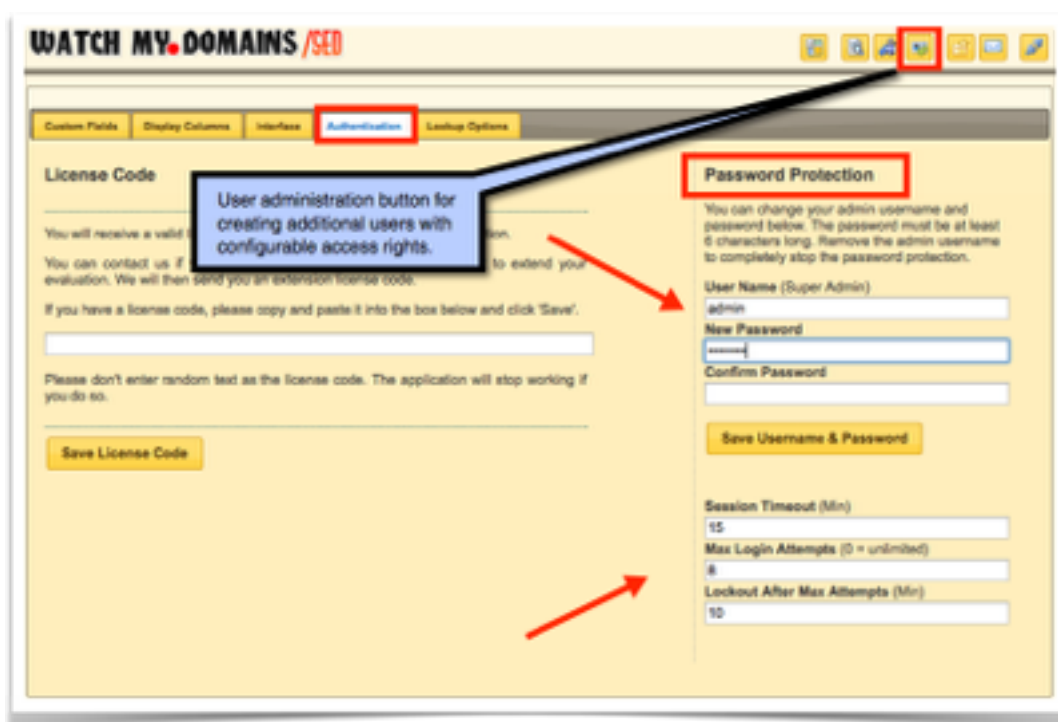 WATCH MY.DOMAINS /SED
Custom Fields Display Columns Interface Authentication Lookup Options
License Code
User administration button for
creating additional users with
configurable access rights.
You will receive a valid
You can contact us if to extend your
evaluation. We will then send you an extension license code.
If you have a license code, please copy and paste it into the box below and click 'Save'.
Please don't enter random text as the license code. The application will stop working if
you do so.
Save License Code
Password Protection
You can change your admin username and
password below. The password must be at least
6 characters long. Remove the admin username
to completely stop the password protection.
User Name (Super Admin)
admin
New Password
Confirm Password
Save Username & Password
Session Timeout (Min)
15
Max Login Attempts (0 = unlimited)
8
Lockout After Max Attempts (Min)
10